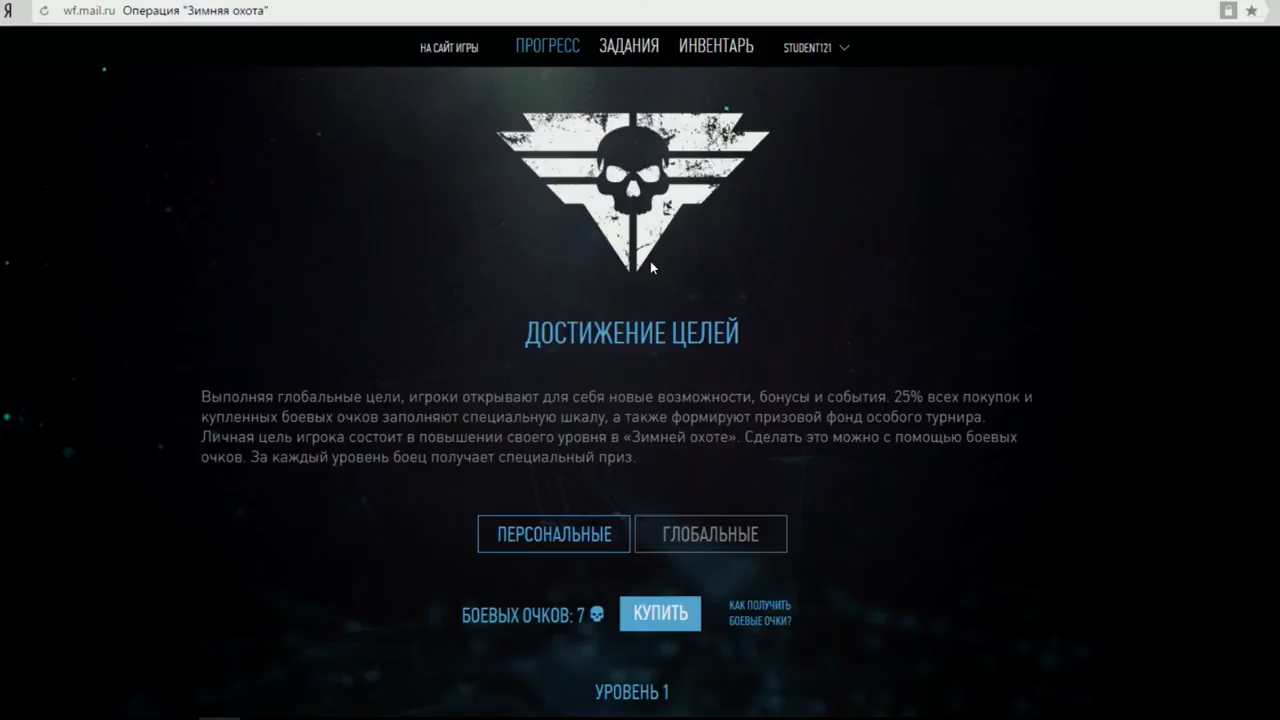 Я wf.mail.ru Операция "Зимняя охота"
НА САЙТ ИГРЫ ПРОГРЕСС ЗАДАНИЯ ИНВЕНТАРЬ STUDENT121
ДОСТИЖЕНИЕ ЦЕЛЕЙ
Выполняя глобальные цели, игроки открывают для себя новые возможности, бонусы и события. 25% всех покупок и
купленных боевых очков заполняют специальную шкалу, а также формируют призовой фонд особого турнира.
Личная цель игрока состоит в повышении своего уровня в «Зимней охоте». Сделать это можно с помощью боевых
очков. За каждый уровень боец получает специальный приз.
ПЕРСОНАЛЬНЫЕ ГЛОБАЛЬНЫЕ
БОЕВЫХ ОЧКОВ: 7 КУПИТЬ КАК ПОЛУЧИТЬ
БОЕВЫЕ ОЧКИ?
УРОВЕНЬ 1